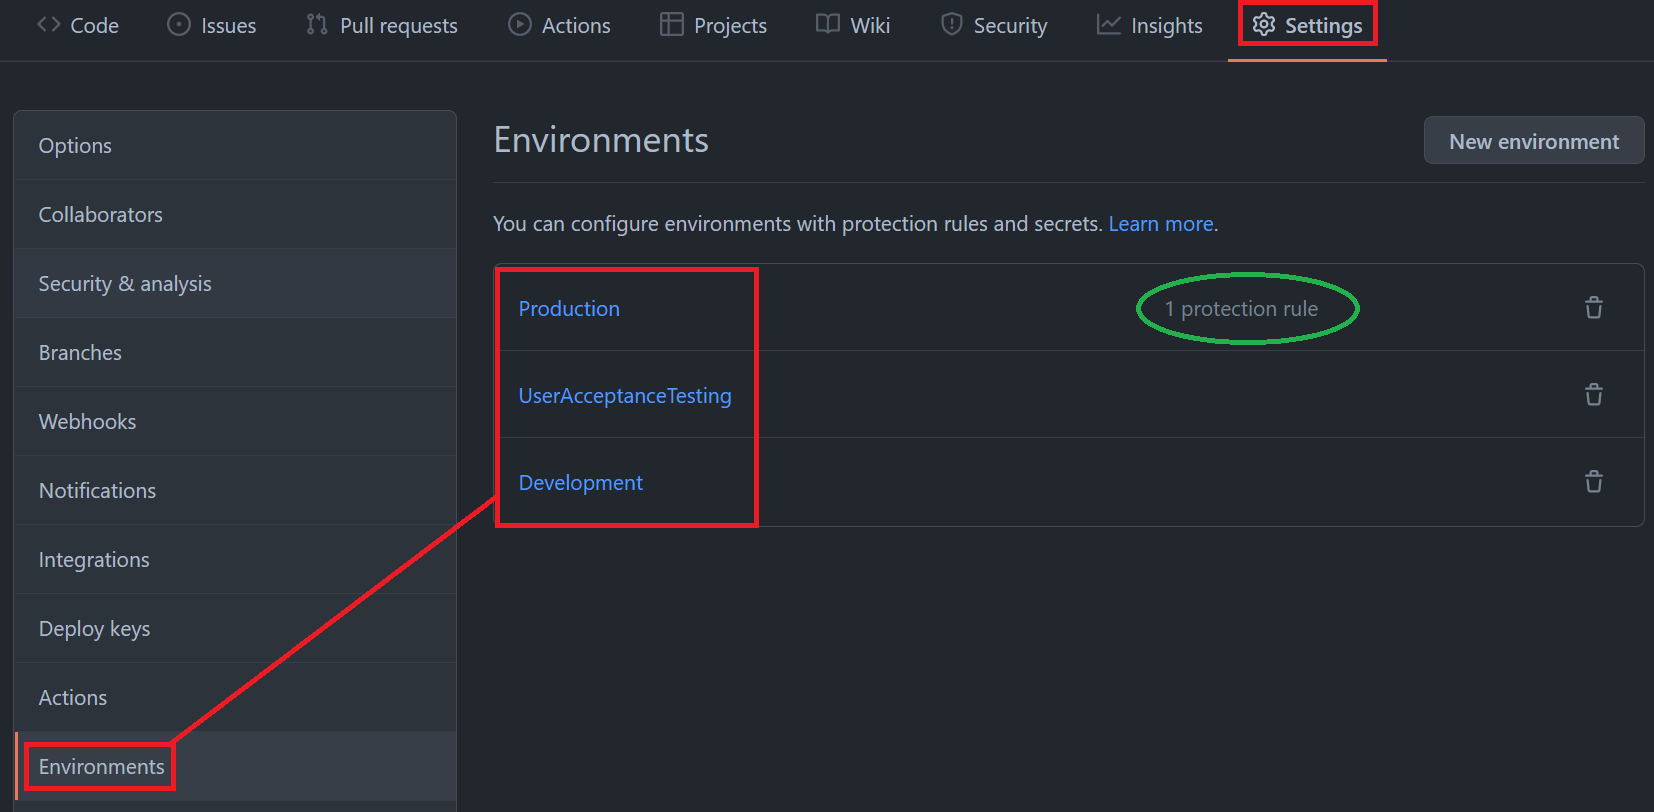 Code Issues Pull requests Actions Projects Wiki Security Insights Settings
Options
Collaborators
Security & analysis
Branches
Webhooks
Notifications
Integrations
Deploy keys
Actions
Environments
Environments
New environment
You can configure environments with protection rules and secrets. Learn more.
Production 1 protection rule
UserAcceptanceTesting
Development